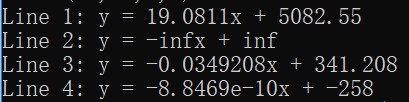 Line 1: y = 19.0811x + 5082.55
Line 2: y = -infx + inf
Line 3: y = -0.0349208x + 341.208
Line 4: y = -8.8469e-10x + -258